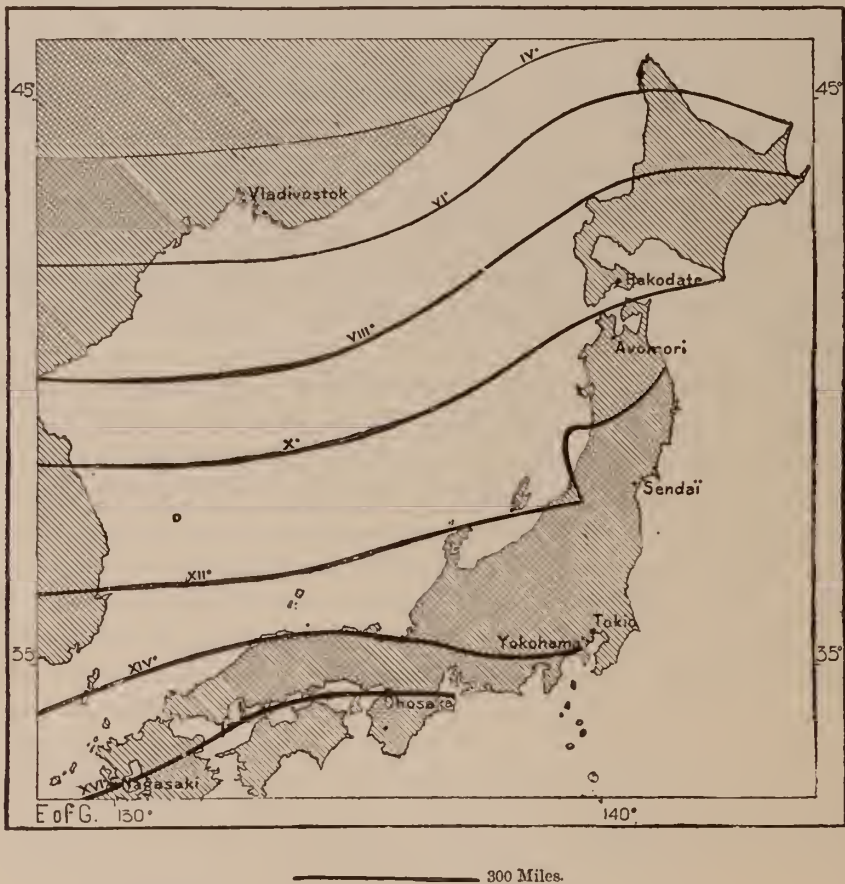 IV°
45°
45°
VI°
Vladivostok
VIII°
Hakodate
Avomori
X°
Sendaï
XII°
Tokio
Yokohama
35°
XIV°
35°
Ohosaka
XVI°
Nagasaki
E of G. 130°
140°
300 Miles.